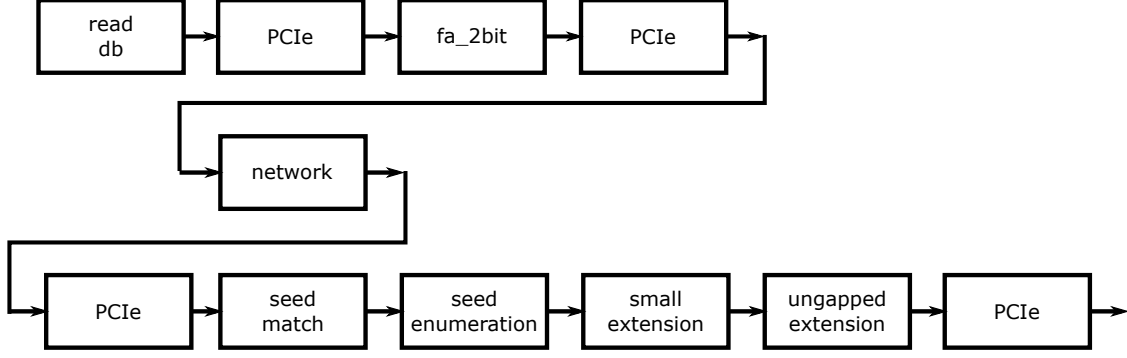 read
db
PCIe
fa_2bit
PCIe
network
PCIe
seed
match
seed
enumeration
small
extension
ungapped
extension
PCIe